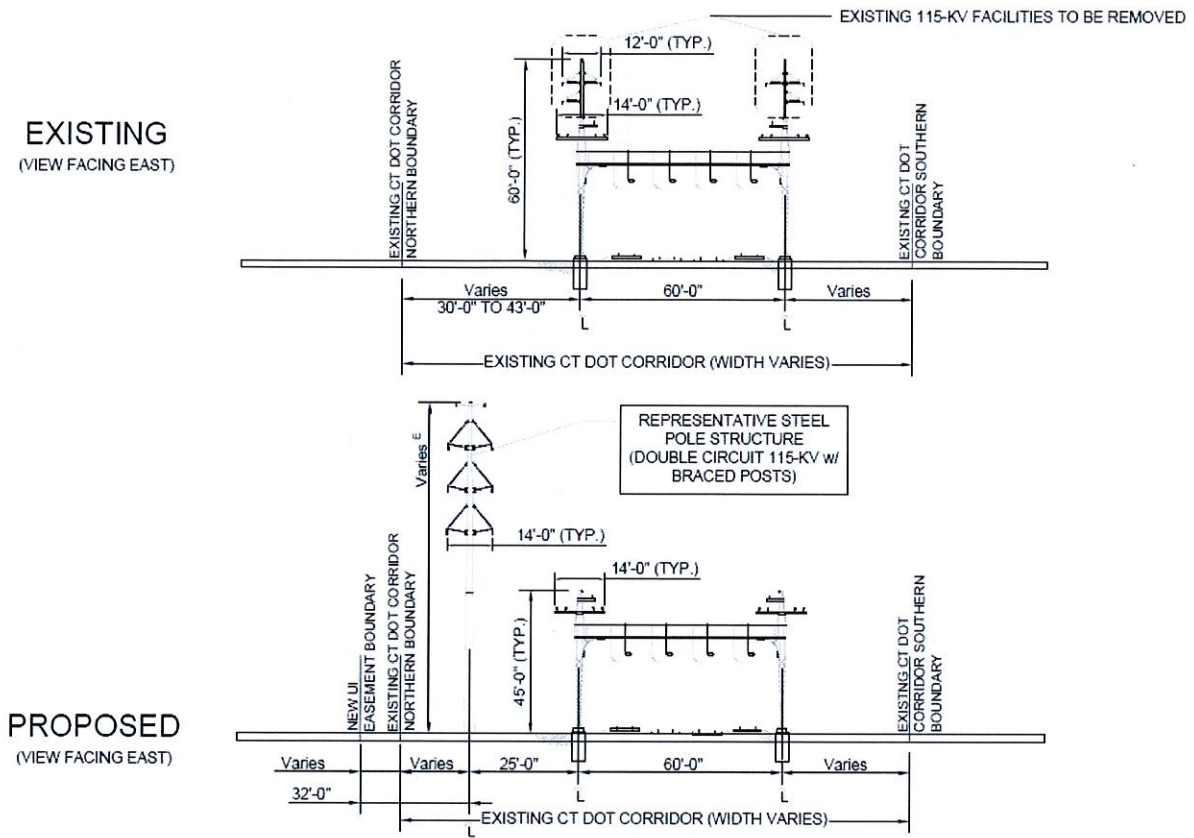 EXISTING 115-KV FACILITIES TO BE REMOVED
12'-0" (TYP.)
14'-0" (TYP.)
60'-0" (TYP.)
EXISTING
(VIEW FACING EAST)
EXISTING CT DOT CORRIDOR
NORTHERN BOUNDARY
EXISTNG CT DOT
CORRIDOR SOUTHERN
BOUNDARY
Varies
30'-0" TO 43'-0"
60'-0"
Varies
L
L
EXISTING CT DOT CORRIDOR (WIDTH VARIES)
REPRESENTATIVE STEEL
POLE STRUCTURE
(DOUBLE CIRCUIT 115-KV w/
BRACED POSTS)
Varies E
14'-0" (TYP.)
14'-0" (TYP.)
45'-0" (TYP.)
NEW UI
EASEMENT BOUNDARY
EXISTING CT DOT CORRIDOR
NORTHERN BOUNDARY
EXISTNG CT DOT
CORRIDOR SOUTHERN
BOUNDARY
PROPOSED
(VIEW FACING EAST)
Varies
Varies
25'-0"
60'-0"
Varies
32'-0"
L
L
L
EXISTING CT DOT CORRIDOR (WIDTH VARIES)